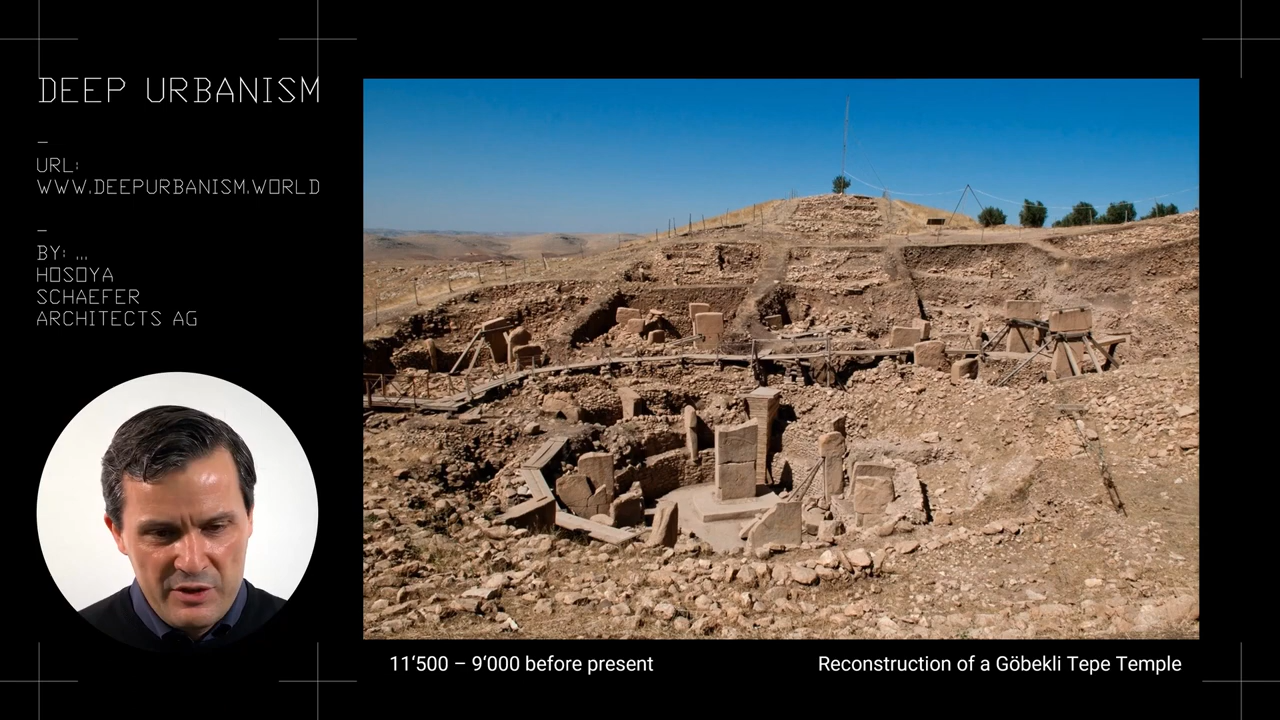 DEEP URBANISM
–
URL:
WWW.DEEPURBANISM.WORLD
–
BY: ...
HOSOYA
SCHAEFER
ARCHITECTS AG
11‘500 – 9‘000 before present
Reconstruction of a Göbekli Tepe Temple